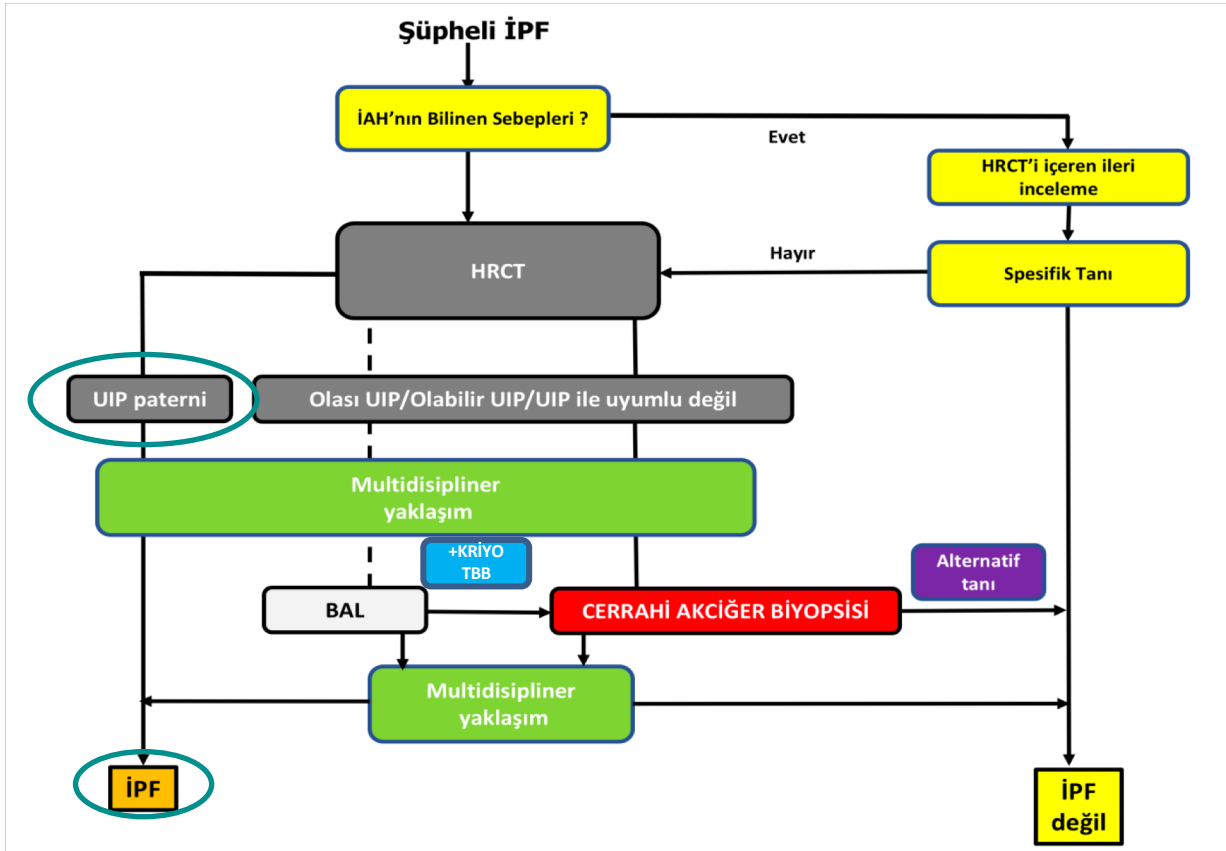 Şüpheli İPF
İAH'nın Bilinen Sebepleri ?
Evet
HRCT'i içeren ileri
inceleme
HRCT
Hayır
Spesifik Tanı
UIP paterni
Olası UIP/Olabilir UIP/UIP ile uyumlu değil
Multidisipliner
yaklaşım
+KRİYO
TBB
Alternatif
tanı
BAL
CERRAHİ AKCİĞER BİYOPSİSİ
Multidisipliner
yaklaşım
İPF
İPF
değil